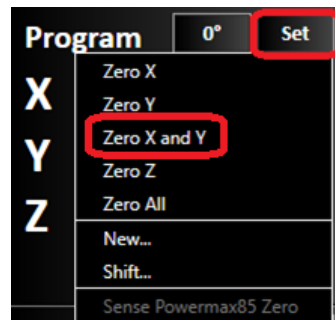 Program 0° Set
X
Y
Z
Zero X
Zero Y
Zero X and Y
Zero Z
Zero All
New...
Shift...
Sense Powermax85 Zero